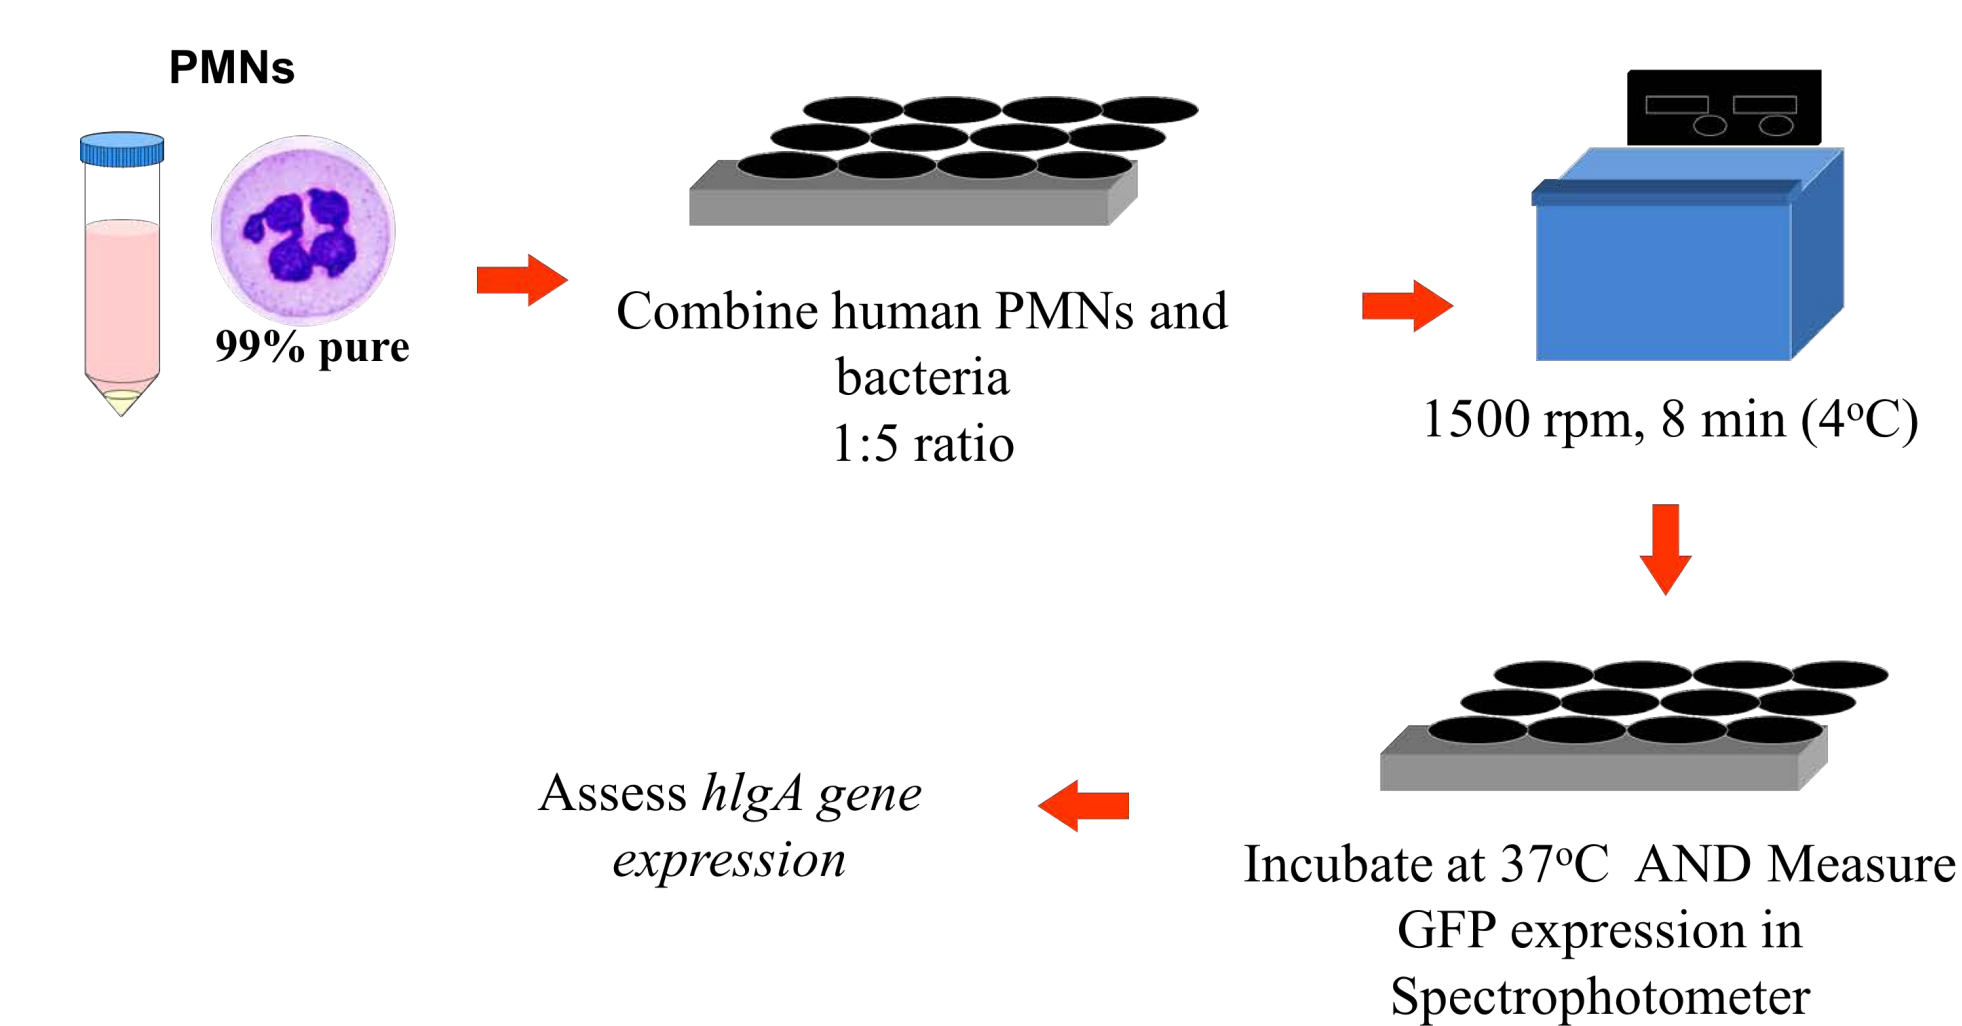 PMNs
99% pure
Combine human PMNs and
bacteria
1:5 ratio
1500 rpm, 8 min (4ºC)
Incubate at 37ºC  AND Measure
GFP expression in
Spectrophotometer
Assess hlgA gene
expression